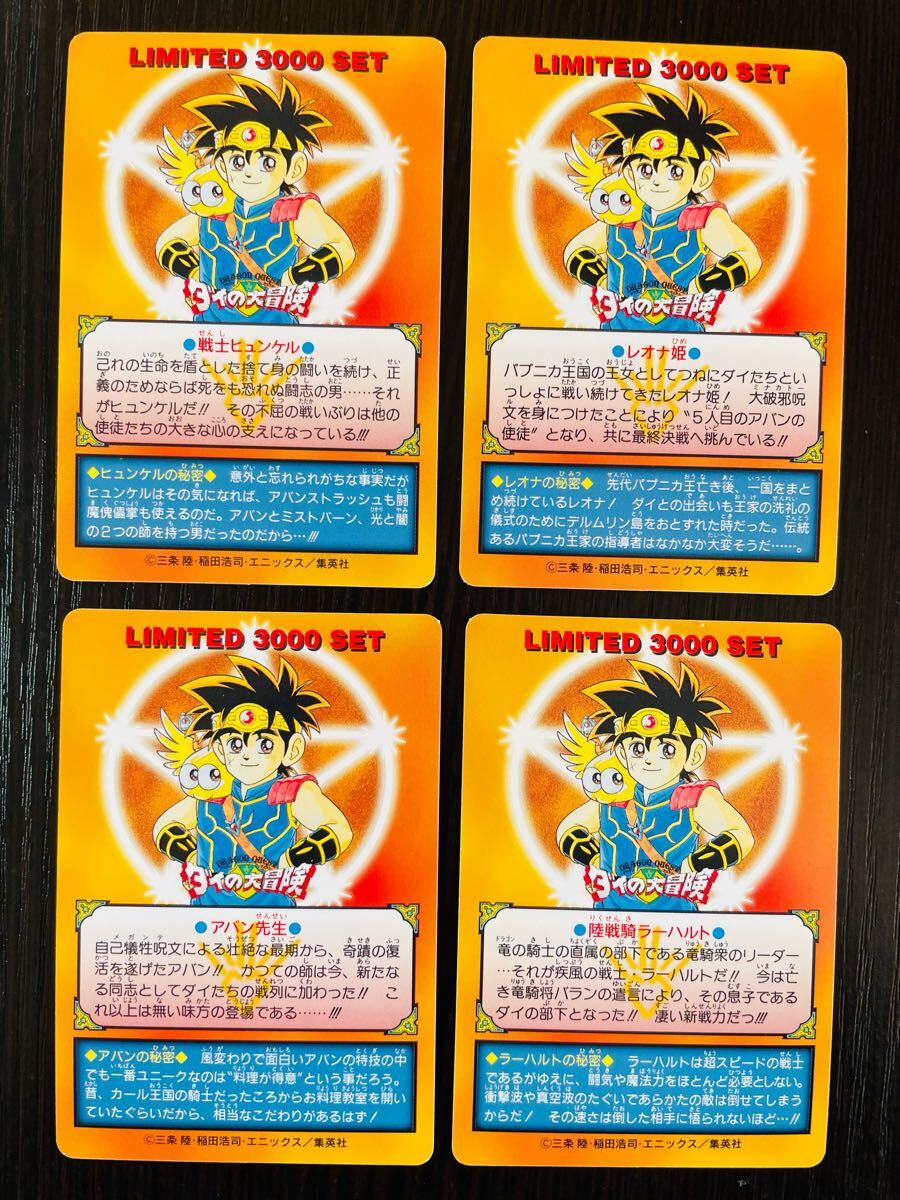 LIMITED 3000 SET
DRAGON QUEST
ダイの大冒険
●戦士ヒュンケル●
己れの生命を盾とした捨て身の闘いを続け、正
義のためならば死をも恐れぬ闘志の男……それ
がヒュンケルだ!! その不屈の戦いぶりは他の
使徒たちの大きな心の支えになっている!!!
◆ヒュンケルの秘密◆ 意外と忘れられがちな事実だが
ヒュンケルはその気になれば、アバンストラッシュも闘
魔傀儡掌も使えるのだ。アバンとミストバーン、光と闇
の2つの師を持つ男だったのだから…!!!
©三条 陸・稲田浩司・エニックス／集英社
LIMITED 3000 SET
DRAGON QUEST
ダイの大冒険
●レオナ姫●
パプニカ王国の王女としてつねにダイたちとい
っしょに戦い続けてきたレオナ姫! 大破邪呪
文を身につけたことにより“5人目のアバンの
使徒”となり、共に最終決戦へ挑んでいる!!
◆レオナの秘密◆ 先代パプニカ王亡き後、一国をまと
め続けているレオナ! ダイとの出会いも王家の洗礼の
儀式のためにデルムリン島をおとずれた時だった。伝統
あるパプニカ王家の指導者はなかなか大変そうだ……。
©三条 陸・稲田浩司・エニックス／集英社
LIMITED 3000 SET
DRAGON QUEST
ダイの大冒険
●アバン先生●
自己犠牲呪文による壮絶な最期から、奇蹟の復
活を遂げたアバン!! かつての師は今、新たな
る同志としてダイたちの戦列に加わった!! こ
れ以上は無い味方の登場である……!!!
◆アバンの秘密◆ 風変わりで面白いアバンの特技の中
でも一番ユニークなのは“料理が得意”という事だろう。
昔、カール王国の騎士だったころからお料理教室を開い
ていたぐらいだから、相当なこだわりがあるはず!
©三条 陸・稲田浩司・エニックス／集英社
LIMITED 3000 SET
DRAGON QUEST
ダイの大冒険
●陸戦騎ラーハルト●
竜の騎士の直属の部下である竜騎衆のリーダー
…それが疾風の戦士・ラーハルトだ!! 今は亡
き竜騎将バランの遺言により、その息子である
ダイの部下となった!! 凄い新戦力だっ!!!
◆ラーハルトの秘密◆ ラーハルトは超スピードの戦士
であるがゆえに、闘気や魔法力をほとんど必要としない。
衝撃波や真空波のたぐいであらかたの敵は倒せてしまう
からだ! その速さは倒した相手に悟られないほど…!!
©三条 陸・稲田浩司・エニックス／集英社